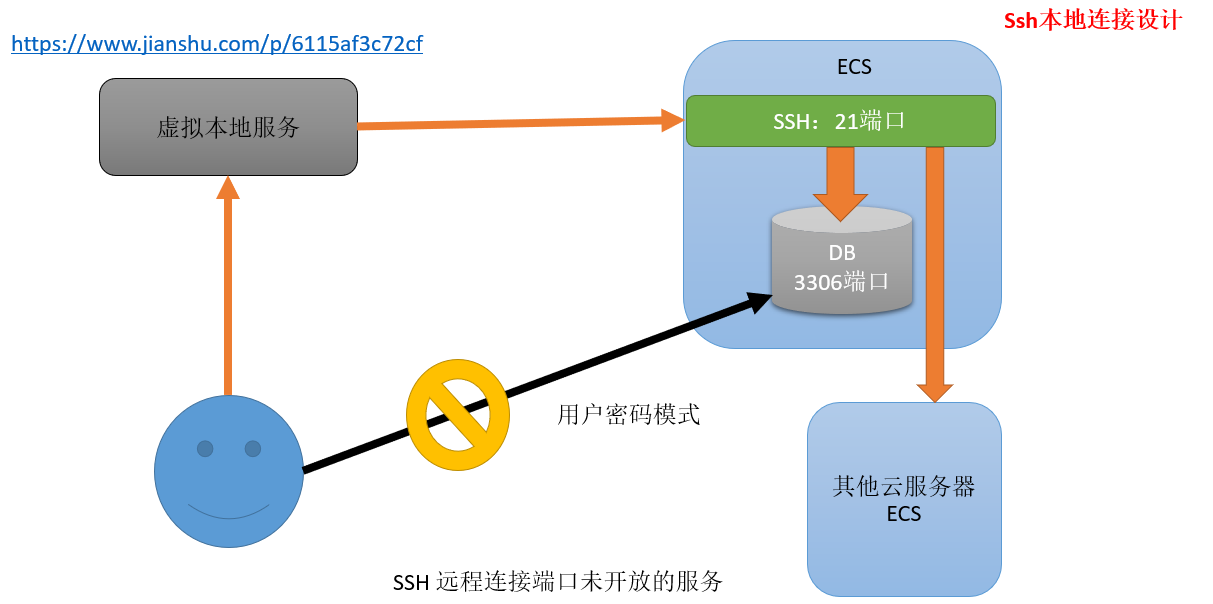 Ssh本地连接设计
https://www.jianshu.com/p/6115af3c72cf
ECS
虚拟本地服务
SSH：21端口
DB
3306端口
用户密码模式
其他云服务器
ECS
SSH 远程连接端口未开放的服务